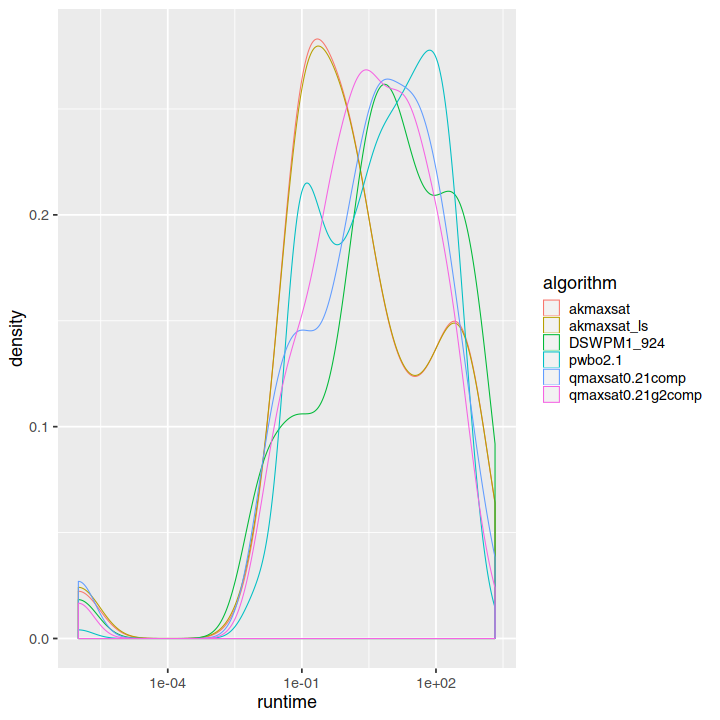 density
0.2
0.1
0.0
1e-04
1e-01
1e+02
runtime
algorithm
akmaxsat
akmaxsat_ls
DSWPM1_924
pwbo2.1
qmaxsat0.21comp
qmaxsat0.21g2comp